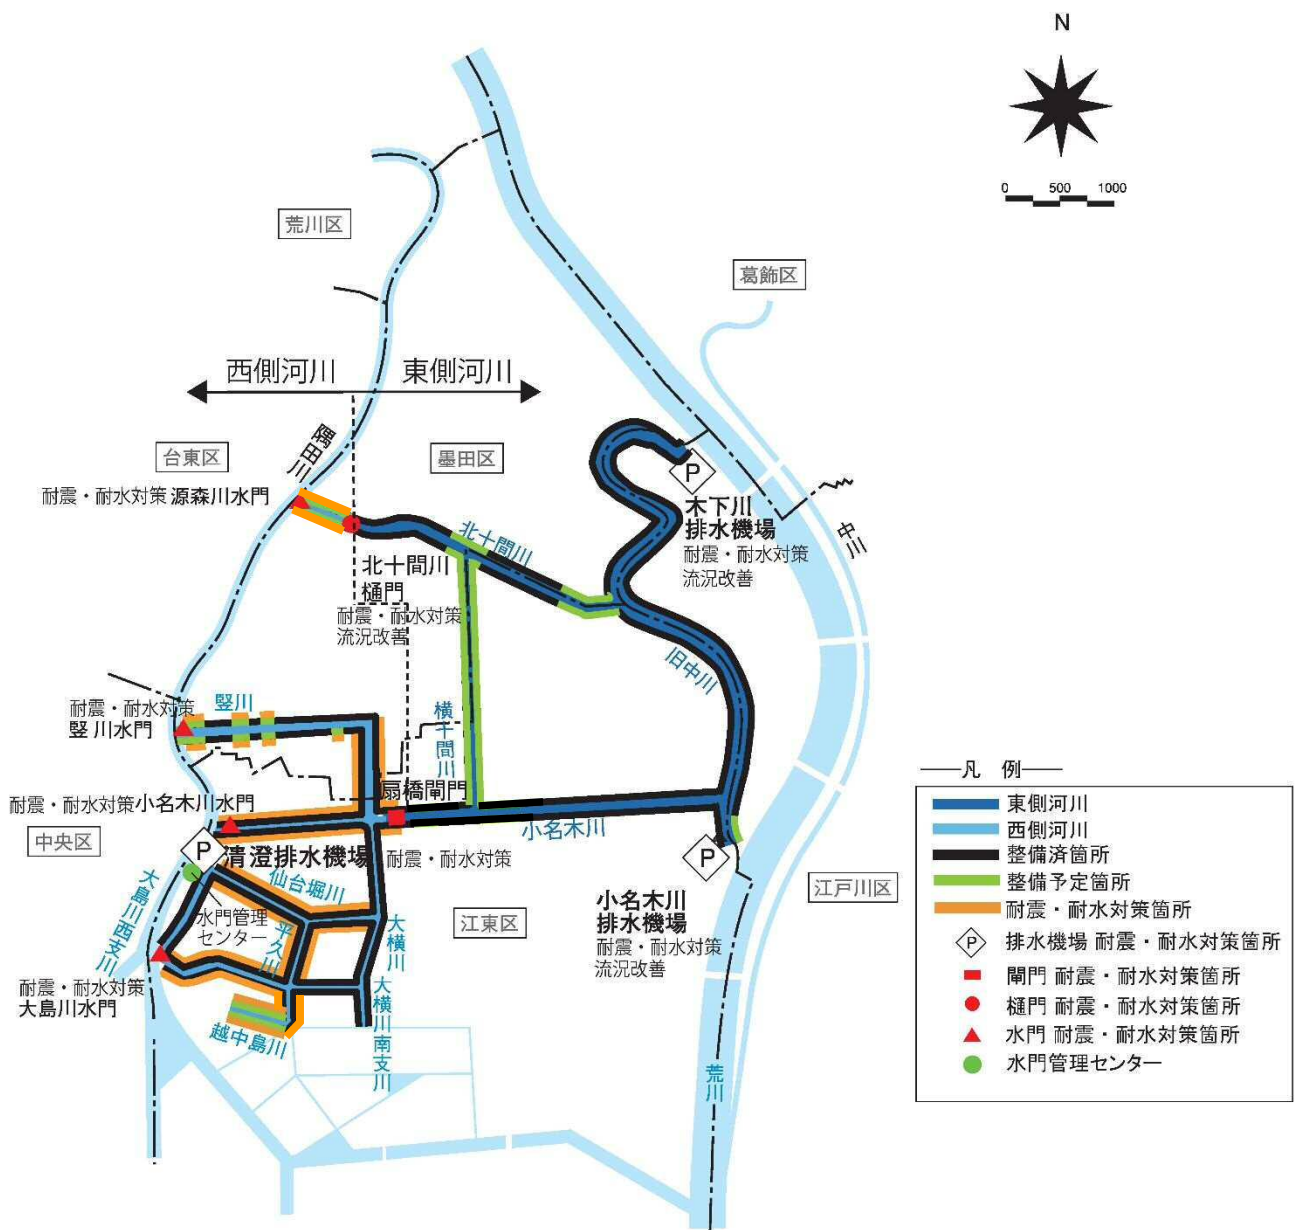 N
0 500 1000
荒川区
葛飾区
西側河川
東側河川
台東区
隅田川
墨田区
耐震・耐水対策 源森川水門
P
木下川
排水機場
耐震・耐水対策
流況改善
中川
北十間川
北十間川
樋門
耐震・耐水対策
流況改善
旧中川
竪川
耐震・耐水対策
竪川水門
横十間川
扇橋閘門
耐震・耐水対策 小名木川水門
小名木川
中央区
P
清澄排水機場
耐震・耐水対策
P
仙台堀川
大島川西支川
水門管理
センター
平久川
大横川
江東区
小名木川
排水機場
耐震・耐水対策
流況改善
江戸川区
耐震・耐水対策
大島川水門
越中島川
大横川南支川
荒川
凡 例
東側河川
西側河川
整備済箇所
整備予定箇所
耐震・耐水対策箇所
P 排水機場 耐震・耐水対策箇所
閘門 耐震・耐水対策箇所
樋門 耐震・耐水対策箇所
水門 耐震・耐水対策箇所
水門管理センター